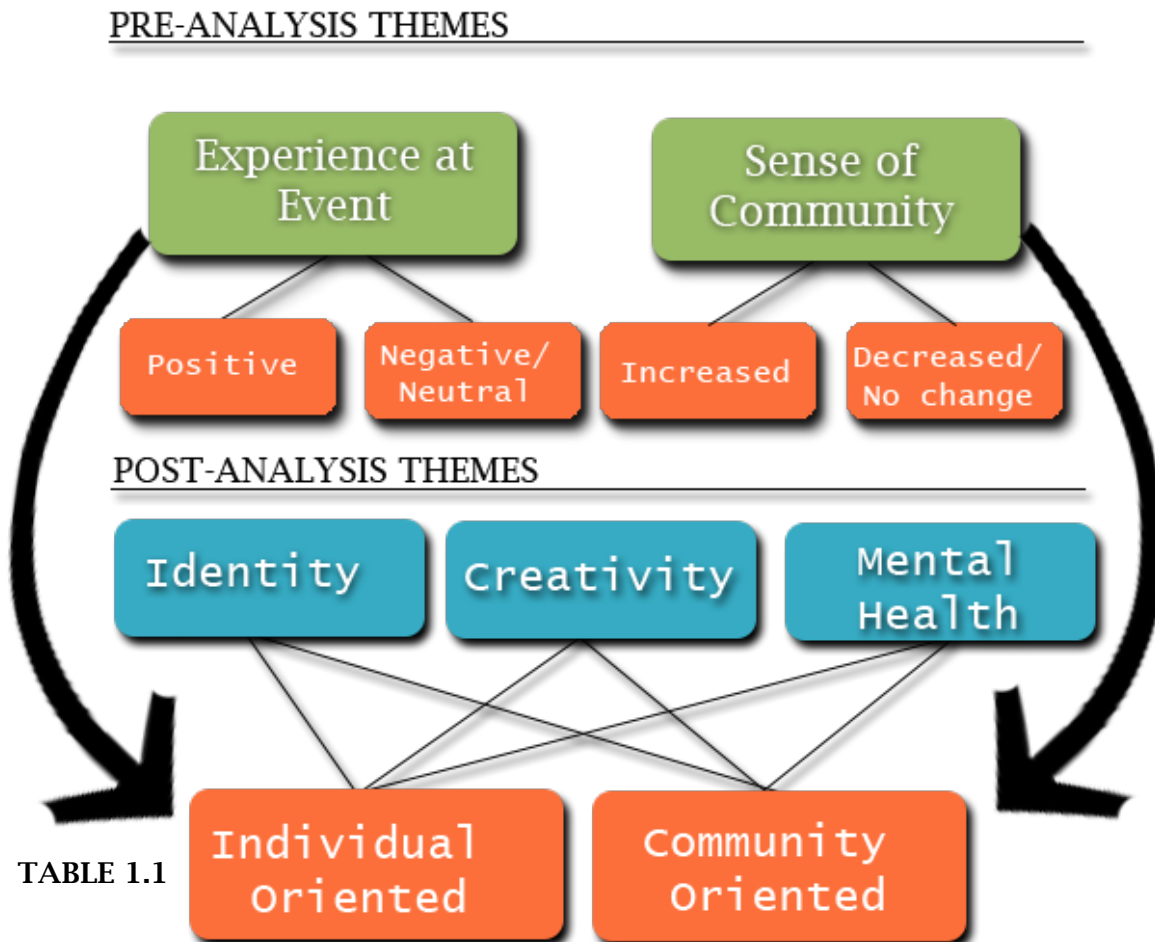 PRE-ANALYSIS THEMES
Experience at
Event
Sense of
Community
Positive
Negative/
Neutral
Increased
Decreased/
No change
POST-ANALYSIS THEMES
Identity
Creativity
Mental
Health
Individual
Oriented
Community
Oriented
TABLE 1.1